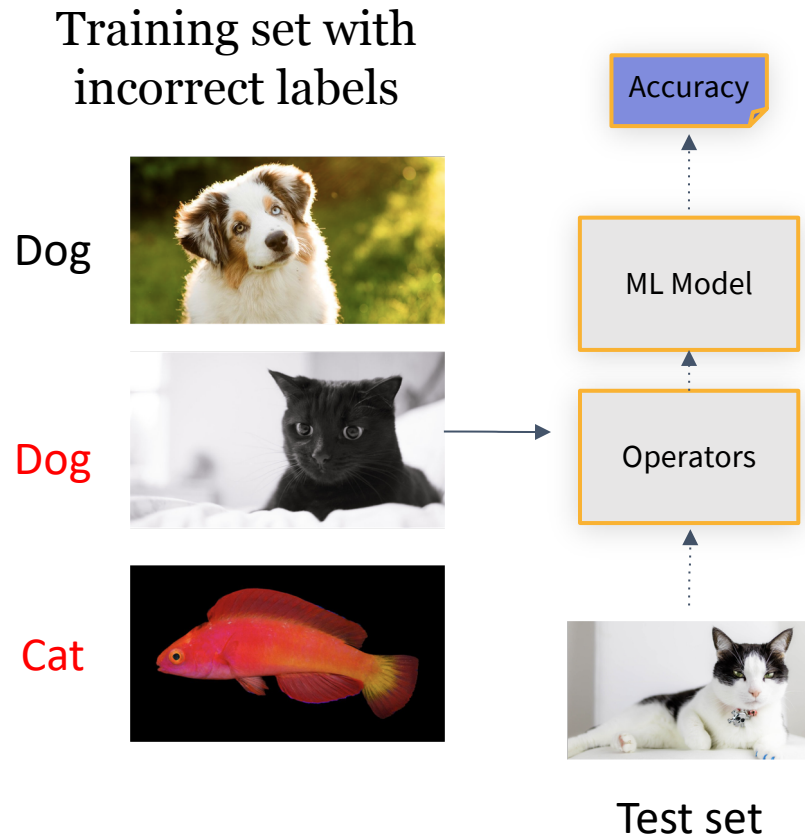 Training set with
incorrect labels
Dog
Dog
Cat
Accuracy
ML Model
Operators
Test set